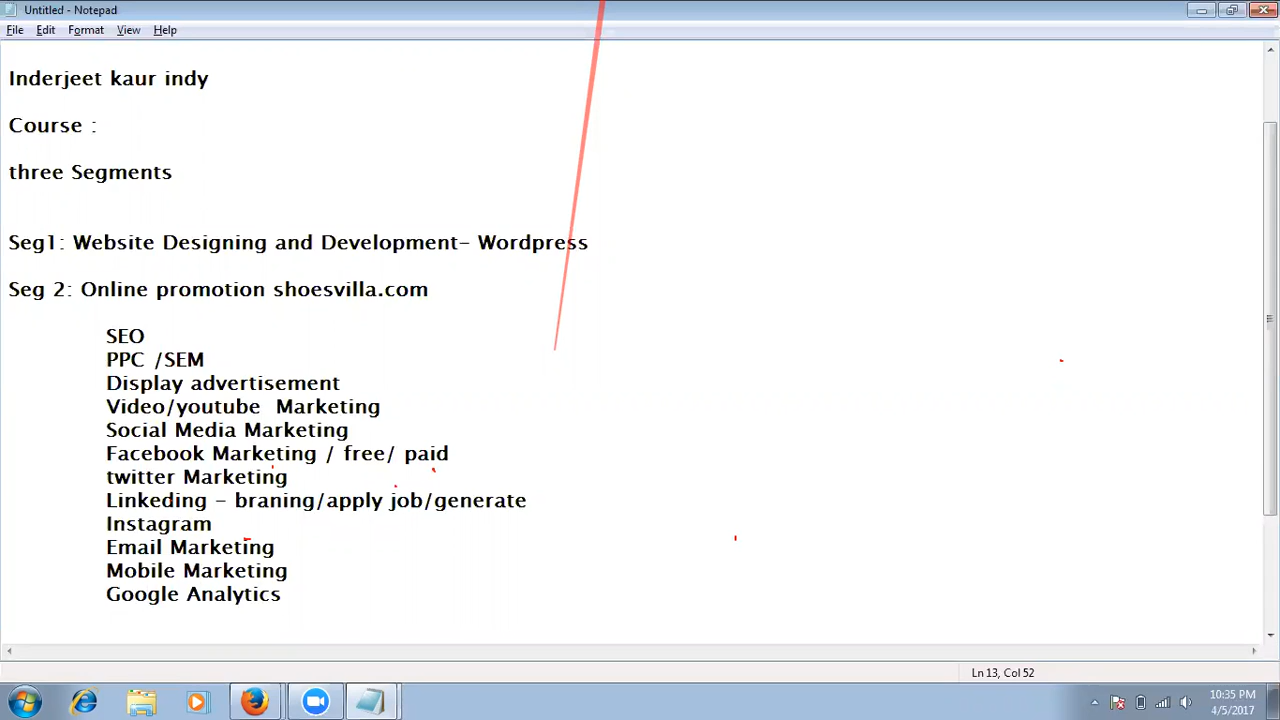 Untitled - Notepad
File Edit Format View Help
Inderjeet kaur indy
Course :
three Segments
Seg1: Website Designing and Development- Wordpress
Seg 2: Online promotion shoesvilla.com
SEO
PPC /SEM
Display advertisement
Video/youtube  Marketing
Social Media Marketing
Facebook Marketing / free/ paid
twitter Marketing
Linkeding - braning/apply job/generate
Instagram
Email Marketing
Mobile Marketing
Google Analytics
Ln 13, Col 52
10:35 PM
4/5/2017